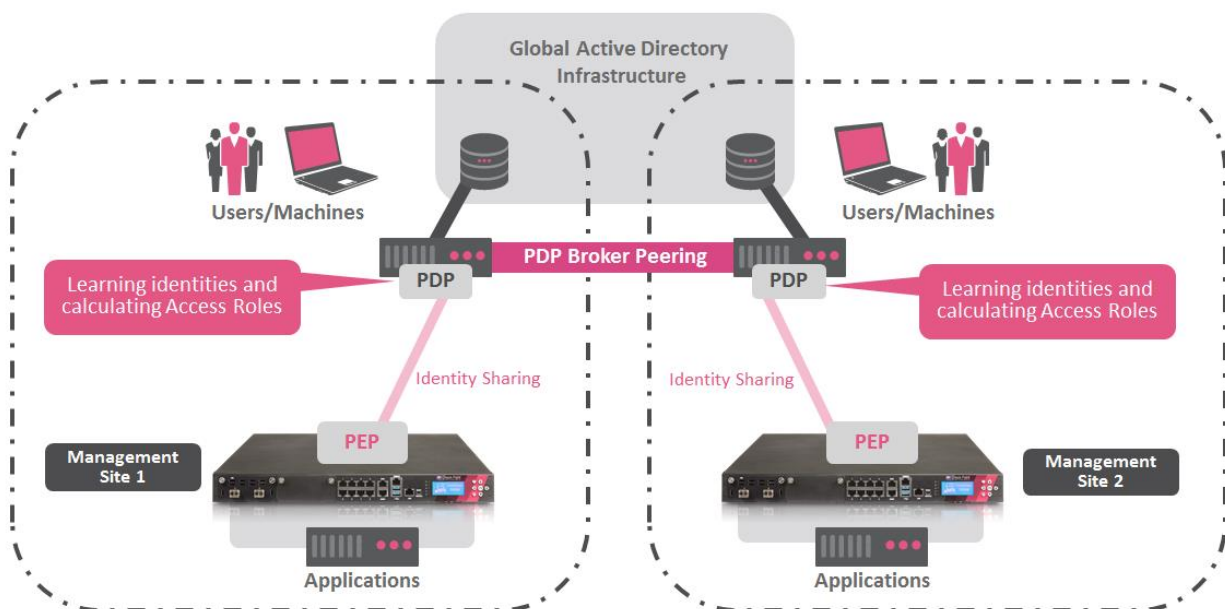 Global Active Directory
Infrastructure
Users/Machines
Users/Machines
PDP Broker Peering
PDP
PDP
Learning identities and
calculating Access Roles
Learning identities and
calculating Access Roles
Identity Sharing
Identity Sharing
PEP
PEP
Management
Site 1
Management
Site 2
Applications
Applications